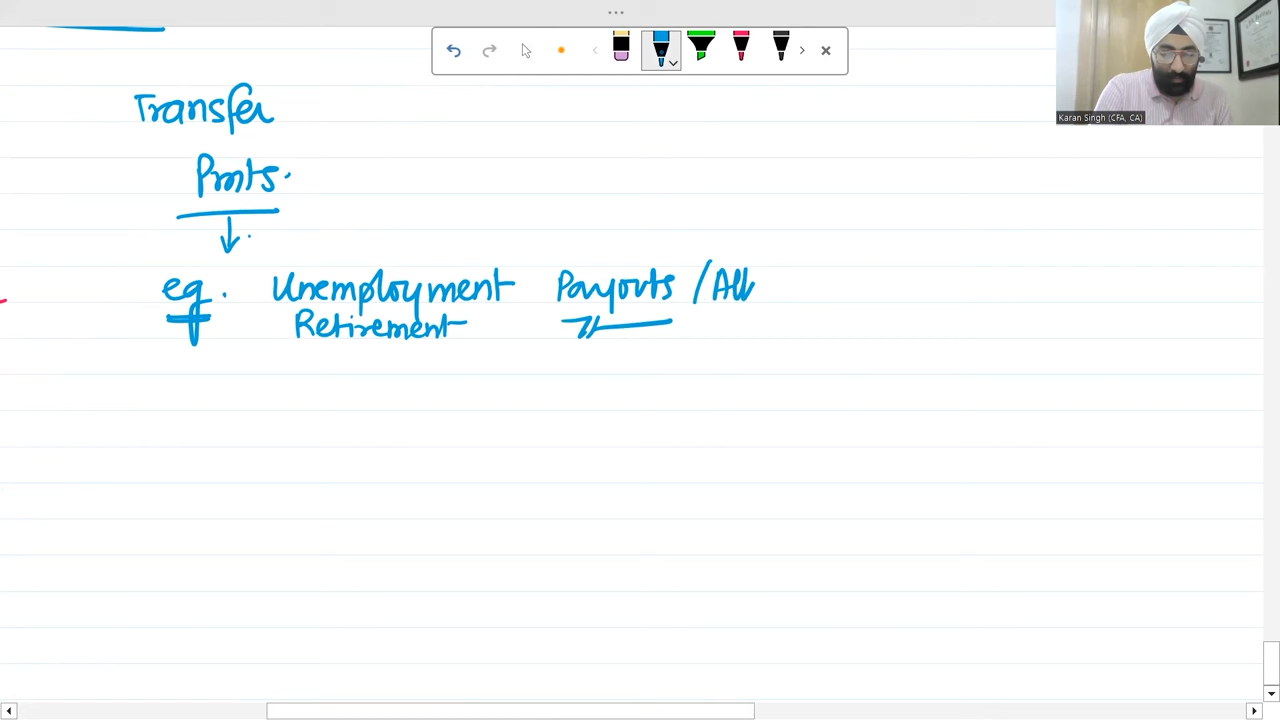 Transfer
Pmts.
eg. Unemployment Payouts / All
Retirement
Karan Singh (CFA, CA)